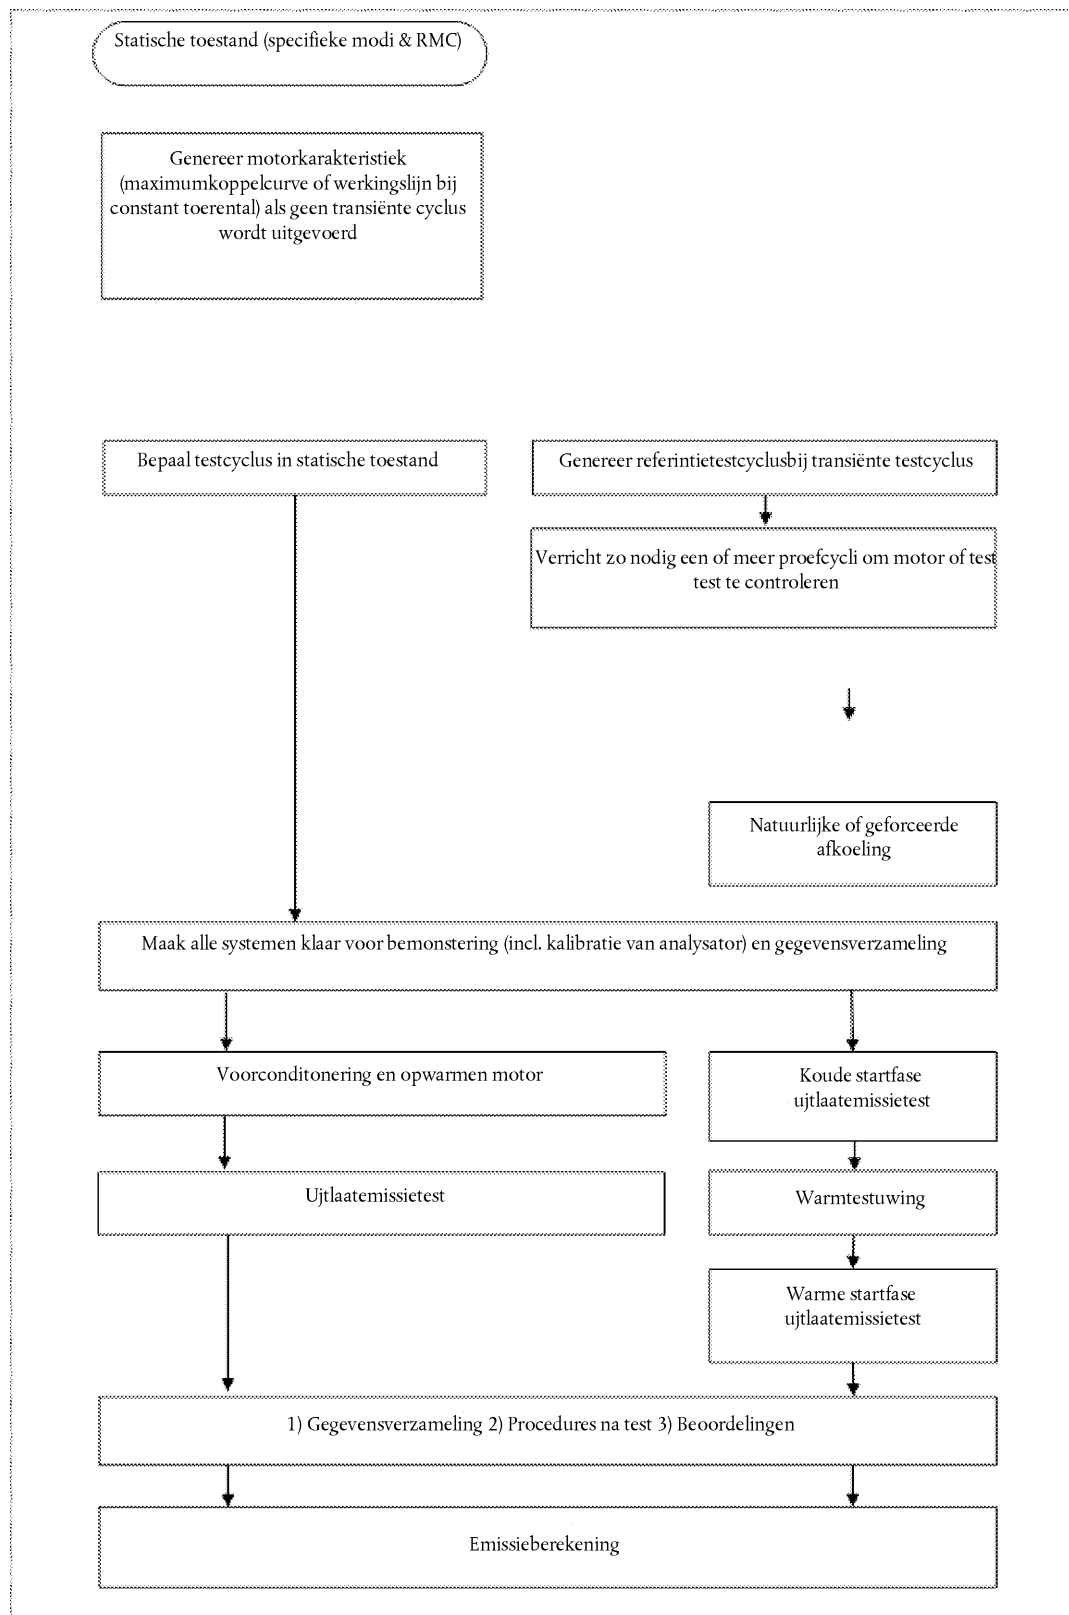 Statische toestand (specifieke modi & RMC)
Genereer motorkarakteristiek
(maximumkoppelcurve of werkingslijn bij
constant toerental) als geen transiënte cyclus
wordt uitgevoerd
Bepaal testcyclus in statische toestand
Genereer referintietestcyclusbij transiënte testcyclus
Verricht zo nodig een of meer proefcycli om motor of test
test te controleren
Natuurlijke of geforceerde
afkoeling
Maak alle systemen klaar voor bemonstering (incl. kalibratie van analysator) en gegevensverzameling
Voorconditonering en opwarmen motor
Koude startfase
ujtlaatemissietest
Ujtlaatemissietest
Warmtestuwing
Warme startfase
ujtlaatemissietest
1) Gegevensverzameling 2) Procedures na test 3) Beoordelingen
Emissieberekening